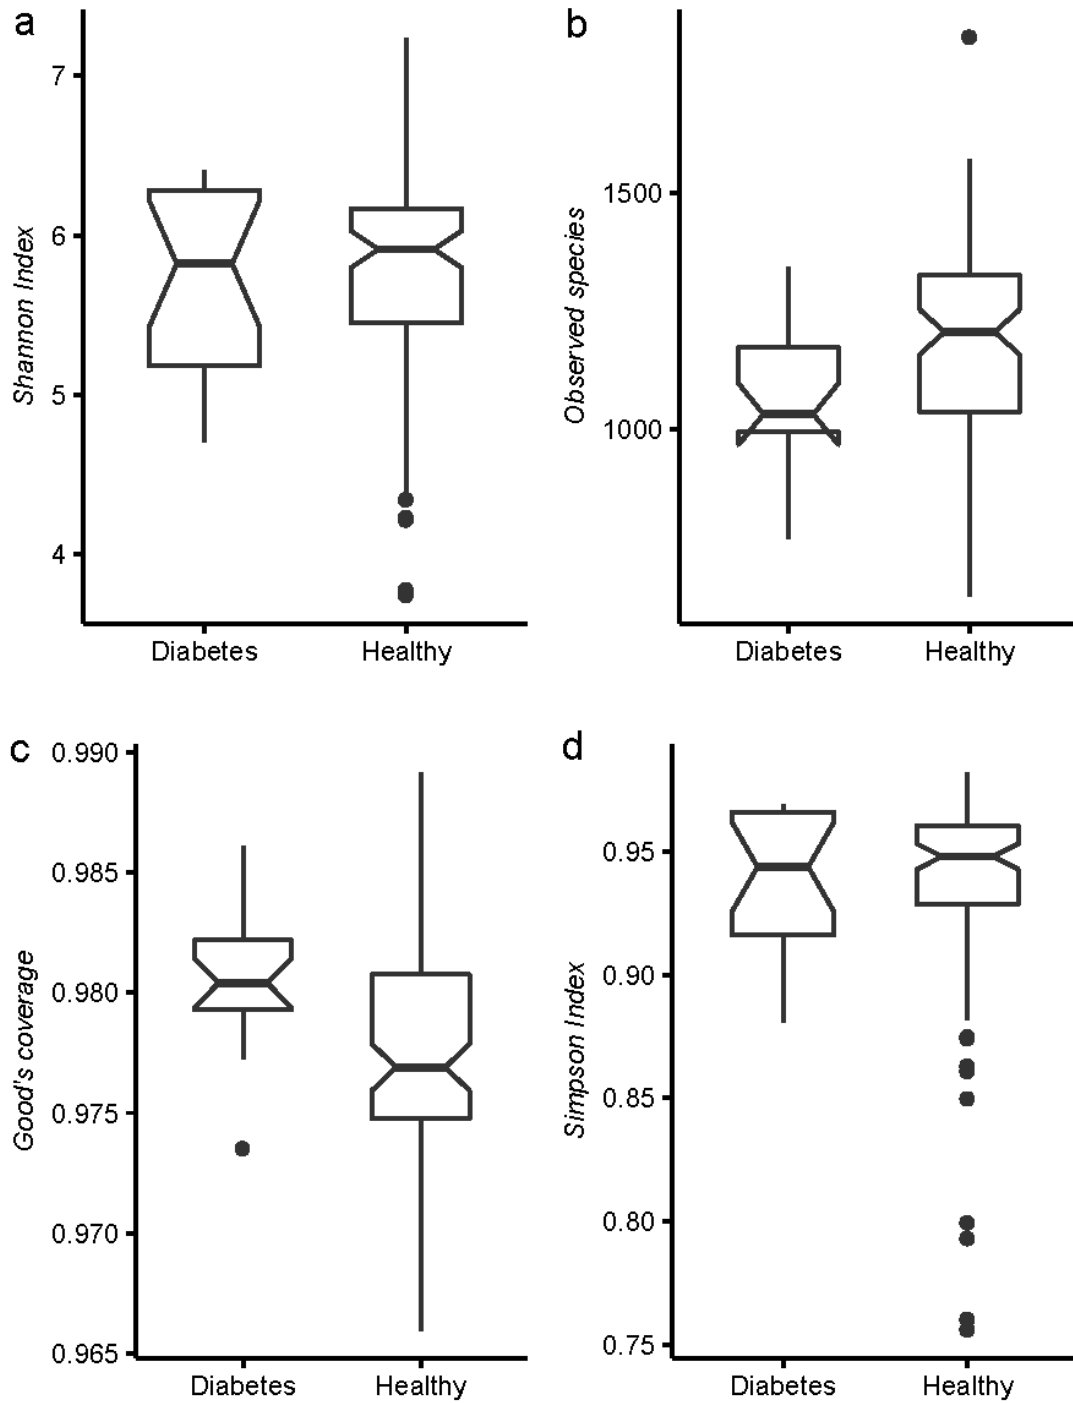 a
Shannon Index
7
6
5
4
Diabetes Healthy
b
Observed species
1500
1000
Diabetes Healthy
c
Good's coverage
0.990
0.985
0.980
0.975
0.970
0.965
Diabetes Healthy
d
Simpson Index
0.95
0.90
0.85
0.80
0.75
Diabetes Healthy